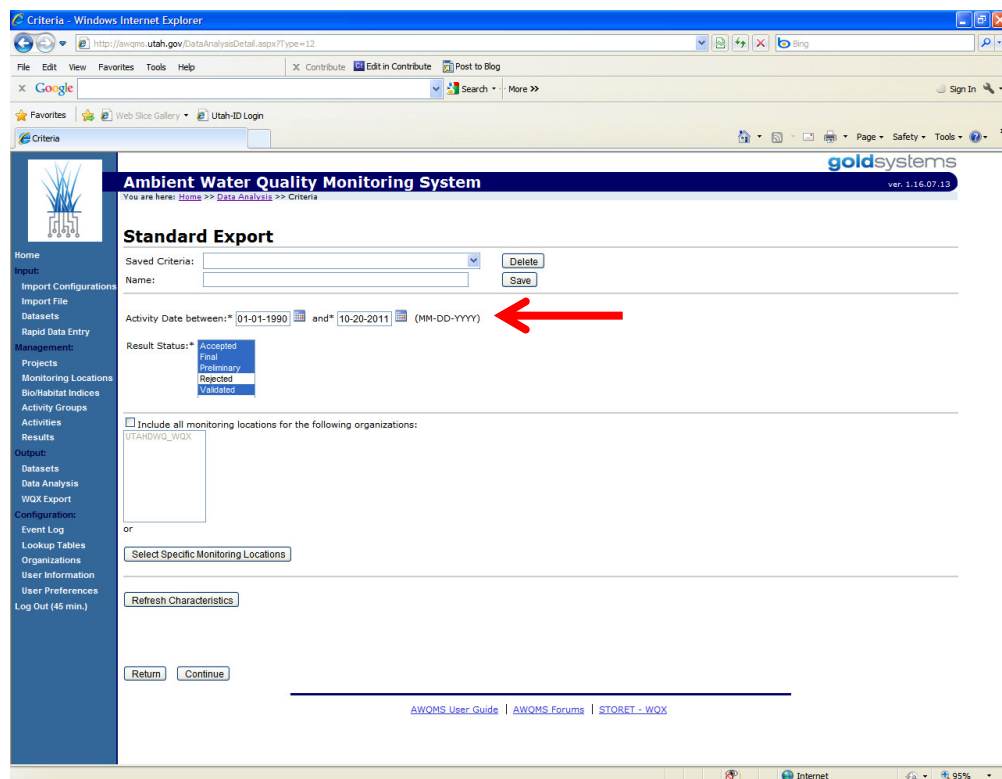 Criteria - Windows Internet Explorer
http://awqms.utah.gov/DataAnalysisDetail.aspx?Type=12
Bing
File Edit View Favorites Tools Help x Contribute Ct Edit in Contribute Post to Blog
x Google Search More >> Sign In
Favorites Web Slice Gallery Utah-ID Login
Criteria Page Safety Tools
goldsystems
Ambient Water Quality Monitoring System
ver. 1.16.07.13
You are here: Home >> Data Analysis >> Criteria
Standard Export
Saved Criteria: Delete
Name: Save
Activity Date between:* 01-01-1990 and* 10-20-2011 (MM-DD-YYYY)
Result Status:* Accepted
Final
Preliminary
Rejected
Validated
Include all monitoring locations for the following organizations:
UTAHDWQ_WQX
or
Select Specific Monitoring Locations
Refresh Characteristics
Return Continue
AWQMS User Guide | AWQMS Forums | STORET - WQX
Home
Input:
Import Configurations
Import File
Datasets
Rapid Data Entry
Management:
Projects
Monitoring Locations
Bio/Habitat Indices
Activity Groups
Activities
Results
Output:
Datasets
Data Analysis
WQX Export
Configuration:
Event Log
Lookup Tables
Organizations
User Information
User Preferences
Log Out (45 min.)
Internet 95%